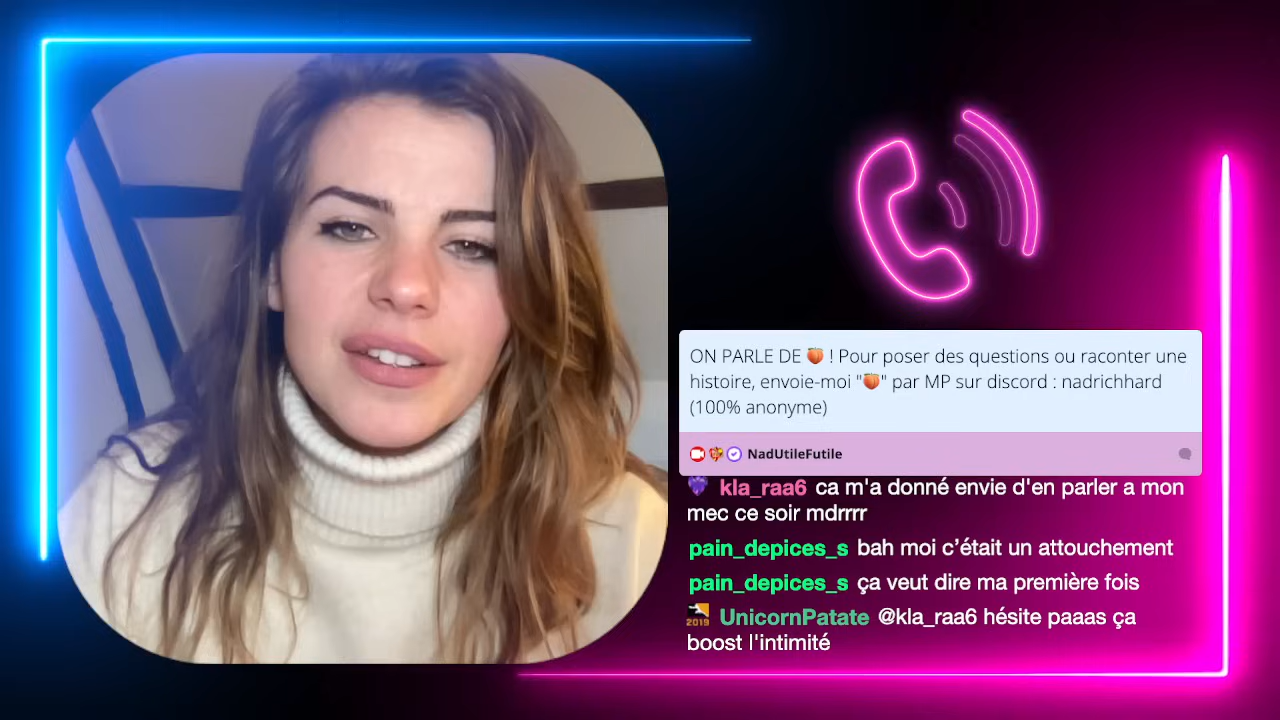 ON PARLE DE 🍑 ! Pour poser des questions ou raconter une
histoire, envoie-moi "🍑" par MP sur discord : nadrichhard
(100% anonyme)
NadUtileFutile
kla_raa6 ca m'a donné envie d'en parler a mon
mec ce soir mdrrrr
pain_depices_s bah moi c’était un attouchement
pain_depices_s ça veut dire ma première fois
2019 UnicornPatate @kla_raa6 hésite paaas ça
boost l'intimité